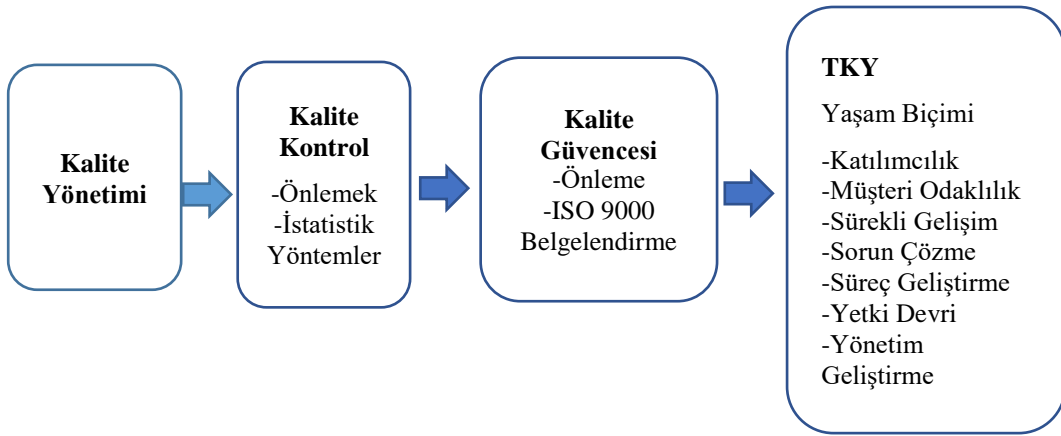 Kalite
Yönetimi
Kalite
Kontrol
-Önlemek
-İstatistik
Yöntemler
Kalite
Güvencesi
-Önleme
-ISO 9000
Belgelendirme
TKY
Yaşam Biçimi
-Katılımcılık
-Müşteri Odaklılık
-Sürekli Gelişim
-Sorun Çözme
-Süreç Geliştirme
-Yetki Devri
-Yönetim
Geliştirme